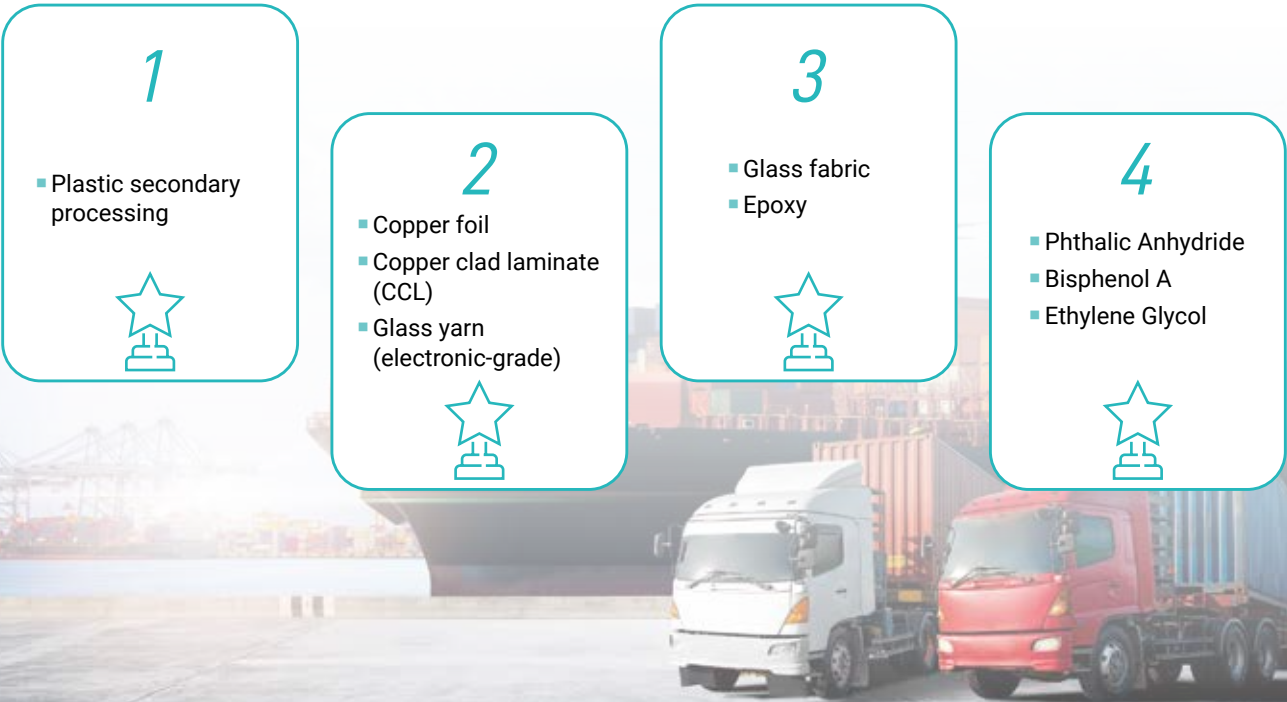 1
Plastic secondary
processing
2
Copper foil
Copper clad laminate
(CCL)
Glass yarn
(electronic-grade)
3
Glass fabric
Epoxy
4
Phthalic Anhydride
Bisphenol A
Ethylene Glycol